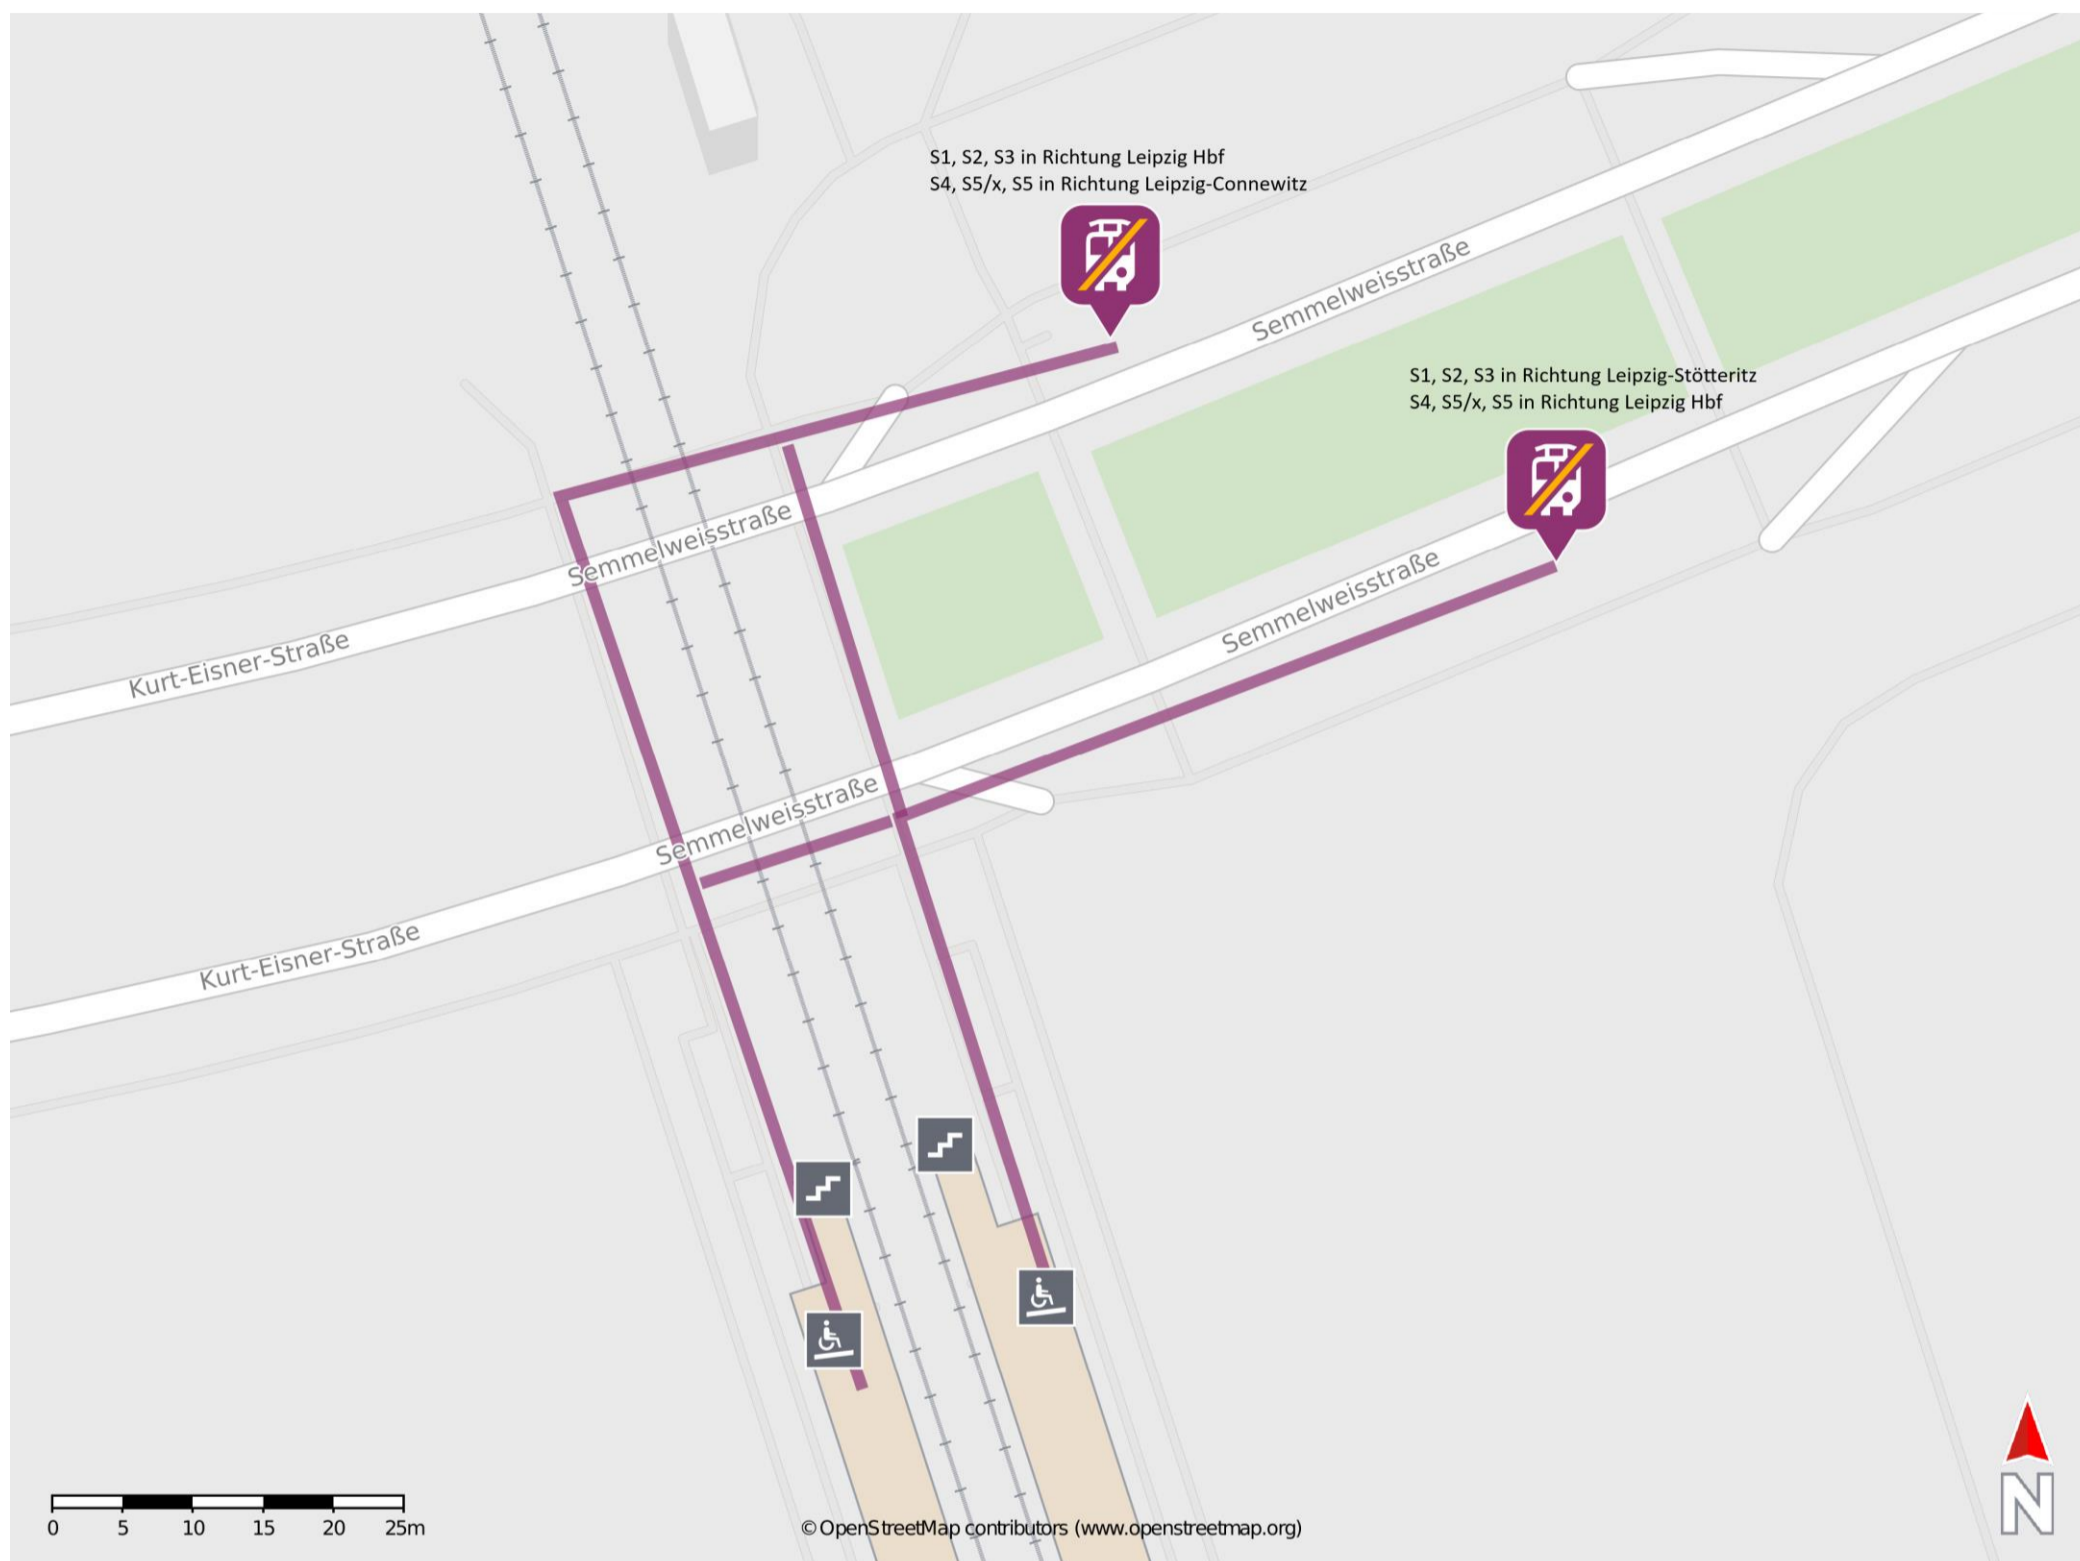 S1, S2, S3 in Richtung Leipzig Hbf
S4, S5/x, S5 in Richtung Leipzig-Connewitz
Semmelweisstraße
S1, S2, S3 in Richtung Leipzig-Stötteritz
S4, S5/x, S5 in Richtung Leipzig Hbf
Semmelweisstraße
Semmelweisstraße
Kurt-Eisner-Straße
Semmelweisstraße
Kurt-Eisner-Straße
0 5 10 15 20 25m
© OpenStreetMap contributors (www.openstreetmap.org)
N